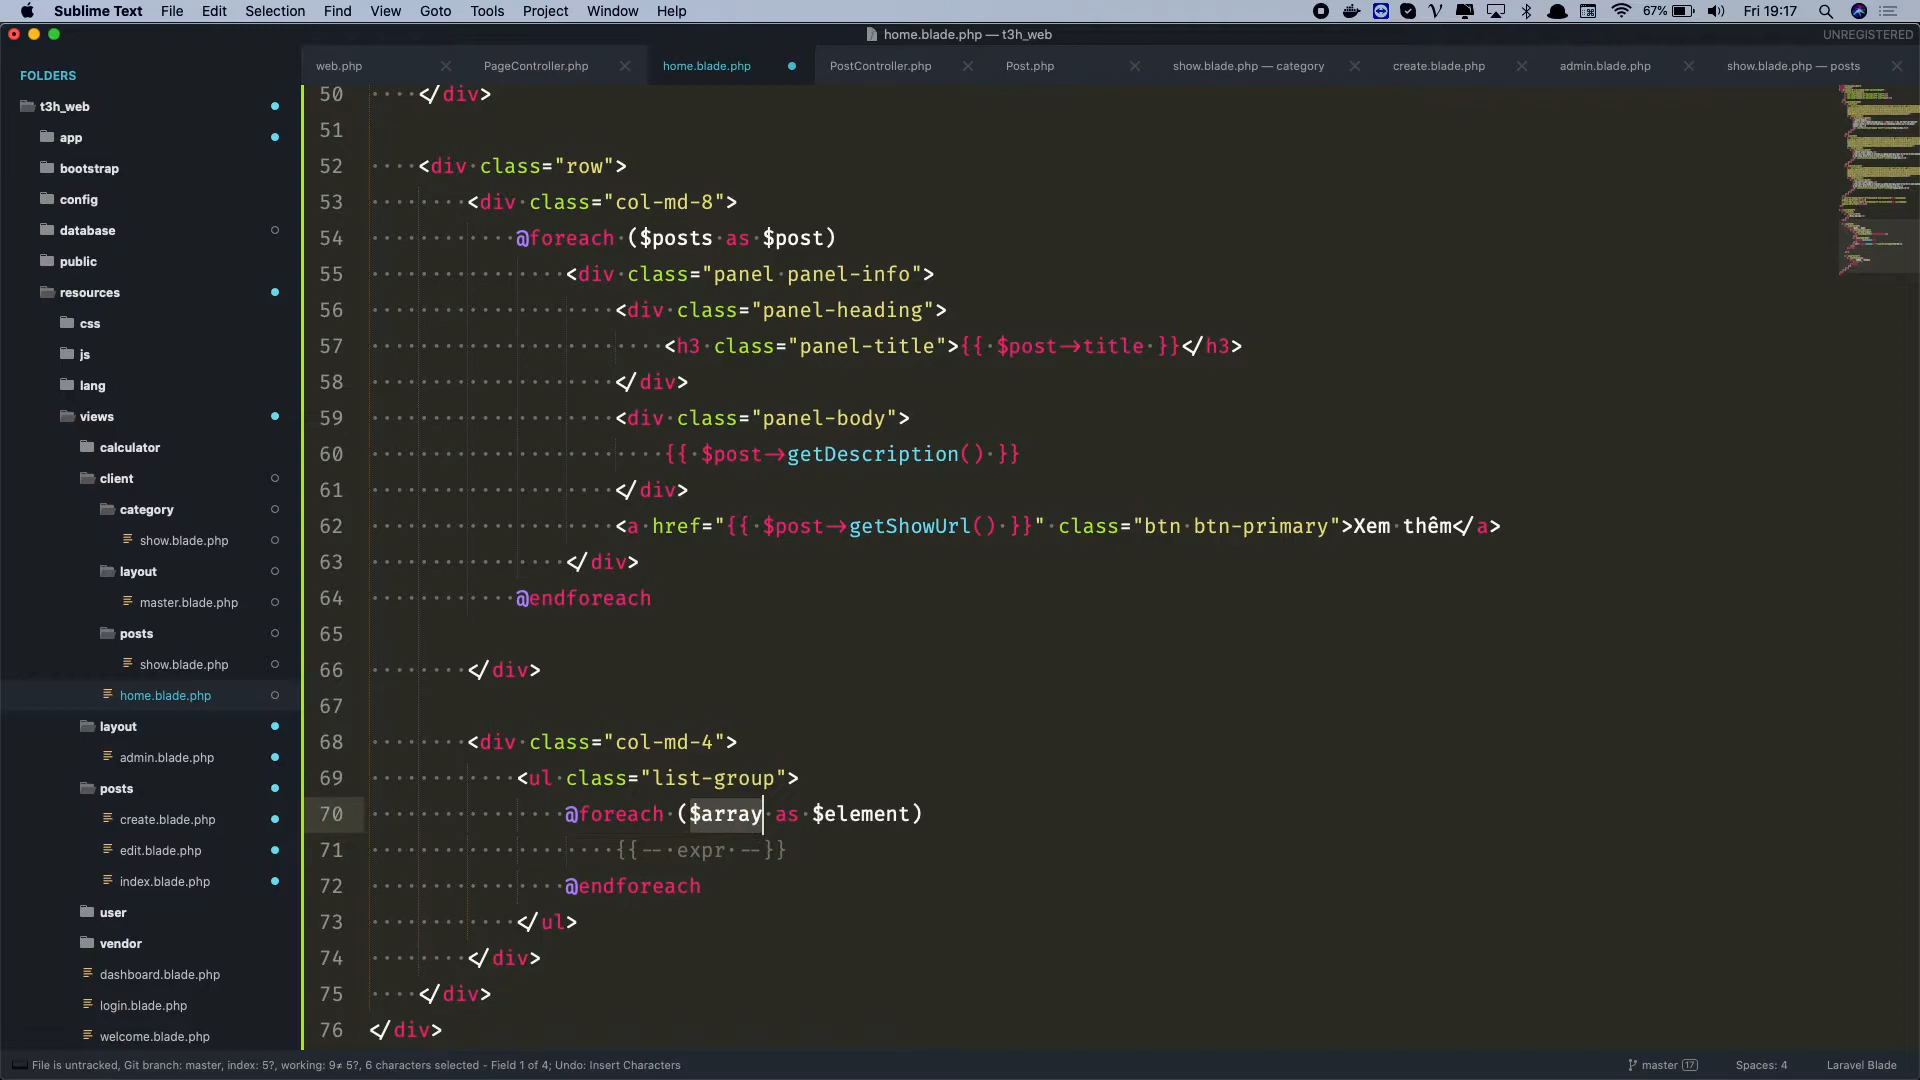 Sublime Text File Edit Selection Find View Goto Tools Project Window Help 67% Fri 19:17
home.blade.php — t3h_web UNREGISTERED
web.php PageController.php home.blade.php PostController.php Post.php show.blade.php — category create.blade.php admin.blade.php show.blade.php — posts
FOLDERS
t3h_web
app
bootstrap
config
database
public
resources
css
js
lang
views
calculator
client
category
show.blade.php
layout
master.blade.php
posts
show.blade.php
home.blade.php
layout
admin.blade.php
posts
create.blade.php
edit.blade.php
index.blade.php
user
vendor
dashboard.blade.php
login.blade.php
welcome.blade.php
50 </div>
51
52 <div class="row">
53 <div class="col-md-8">
54 @foreach ($posts as $post)
55 <div class="panel panel-info">
56 <div class="panel-heading">
57 <h3 class="panel-title">{{ $post->title }}</h3>
58 </div>
59 <div class="panel-body">
60 {{ $post->getDescription() }}
61 </div>
62 <a href="{{ $post->getShowUrl() }}" class="btn btn-primary">Xem thêm</a>
63 </div>
64 @endforeach
65
66 </div>
67
68 <div class="col-md-4">
69 <ul class="list-group">
70 @foreach ($array as $element)
71 {{-- expr --}}
72 @endforeach
73 </ul>
74 </div>
75 </div>
76 </div>
File is untracked, Git branch: master, index: 5?, working: 9≠ 5?, 6 characters selected - Field 1 of 4; Undo: Insert Characters master 17 Spaces: 4 Laravel Blade